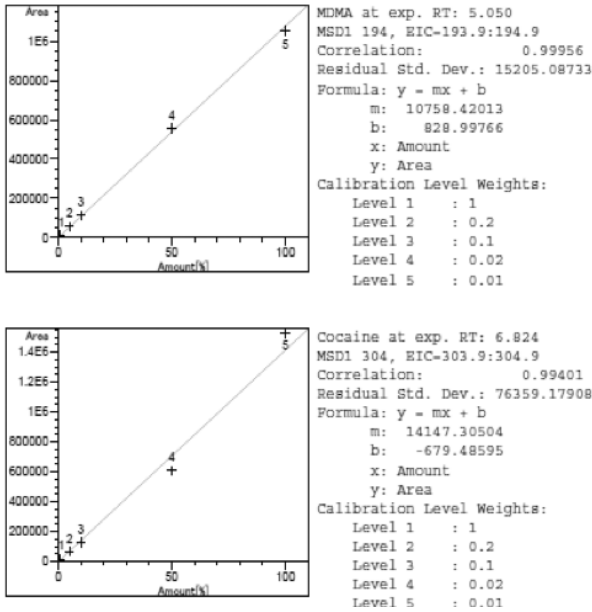 Area
1E6
800000
600000
400000
200000
0
1 2 3
4
5
0 50 100
Amount[%]
MDMA at exp. RT: 5.050
MSD1 194, EIC=193.9:194.9
Correlation: 0.99956
Residual Std. Dev.: 15205.08733
Formula: y = mx + b
m: 10758.42013
b: 828.99766
x: Amount
y: Area
Calibration Level Weights:
Level 1 : 1
Level 2 : 0.2
Level 3 : 0.1
Level 4 : 0.02
Level 5 : 0.01
Area
1.4E6
1.2E6
1E6
800000
600000
400000
200000
0
1 2 3
4
5
0 50 100
Amount[%]
Cocaine at exp. RT: 6.824
MSD1 304, EIC=303.9:304.9
Correlation: 0.99401
Residual Std. Dev.: 76359.17908
Formula: y = mx + b
m: 14147.30504
b: -679.48595
x: Amount
y: Area
Calibration Level Weights:
Level 1 : 1
Level 2 : 0.2
Level 3 : 0.1
Level 4 : 0.02
Level 5 : 0.01